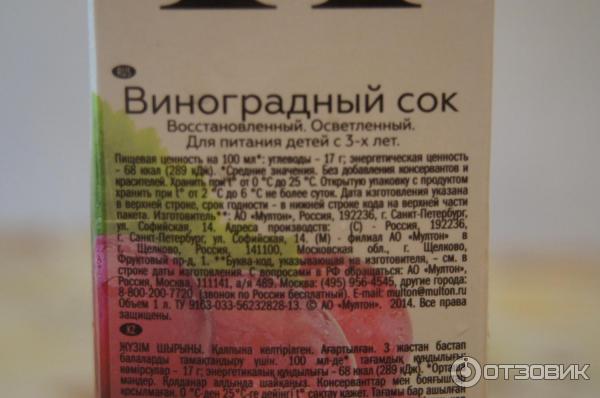 RUS
Виноградный сок
Восстановленный. Осветленный.
Для питания детей с 3-х лет.
Пищевая ценность на 100 мл*: углеводы - 17 г; энергетическая ценность
- 68 ккал (289 кДж). *Средние значения. Без добавления консервантов и
красителей. Хранить при t° от 0 °С до 25 °С. Открытую упаковку с продуктом
хранить при t° от 2 °С до 6 °С не более суток. Дата изготовления указана
в верхней строке, срок годности - в нижней строке кода на верхней части
пакета. Изготовитель**: АО «Мултон», Россия, 192236, г. Санкт-Петербург,
ул. Софийская, 14. Адреса производств: (С) - Россия, 192236,
г. Санкт-Петербург, ул. Софийская, 14. (М) - филиал АО «Мултон» в
г. Щелково, Россия, 141100, Московская обл., г. Щелково,
Фруктовый пр-д, 1. **Буква-код, указывающая на изготовителя, - см. в
строке даты изготовления. С вопросами в РФ обращаться: АО «Мултон»,
Россия, Москва, 111141, а/я 489. Москва: (495) 956-4545, другие города:
8-800-200-7720 (звонок по России бесплатный). E-mail: multon@multon.ru.
Объем 1 л. ТУ 9163-033-56232828-13. © АО «Мултон». 2014. Все права
защищены.
KZ
ЖҮЗІМ ШЫРЫНЫ. Қалпына келтірілген. Ағартылған. 3 жастан бастап
балаларды тамақтандыру үшін. 100 мл-де* тағамдық құндылығы:
көмірсулар - 17 г; энергетикалық құндылығы - 68 ккал (289 кДж). *Орташа
мәндер. Қолданар алдында шайқаңыз. Консерванттар мен бояғыштар
қосылмаған. 0 °С-ден 25 °С-ге дейінгі t° сақтау қажет. Тағамы бар ашылған
ОТЗОВИК